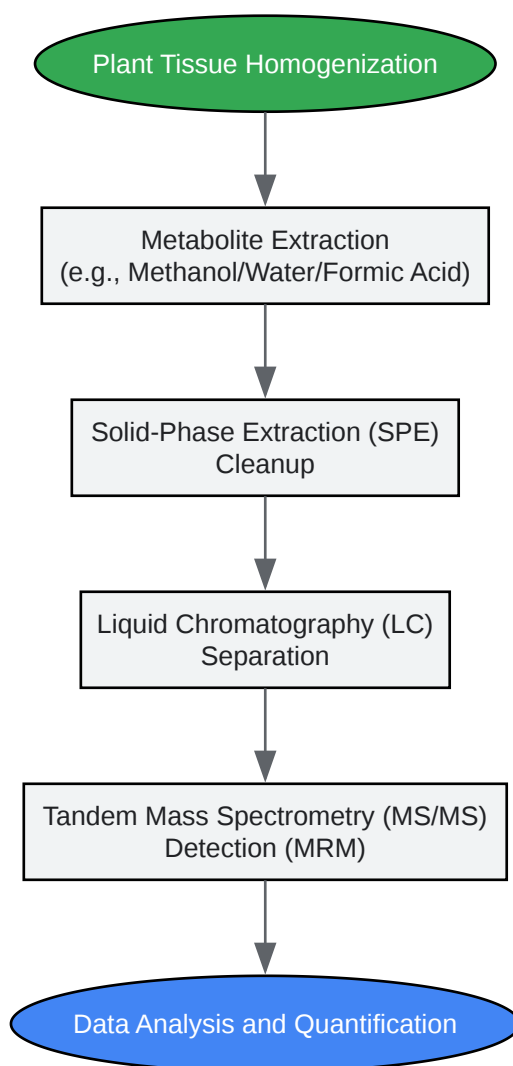 Plant Tissue Homogenization
Metabolite Extraction
(e.g., Methanol/Water/Formic Acid)
Solid-Phase Extraction (SPE)
Cleanup
Liquid Chromatography (LC)
Separation
Tandem Mass Spectrometry (MS/MS)
Detection (MRM)
Data Analysis and Quantification